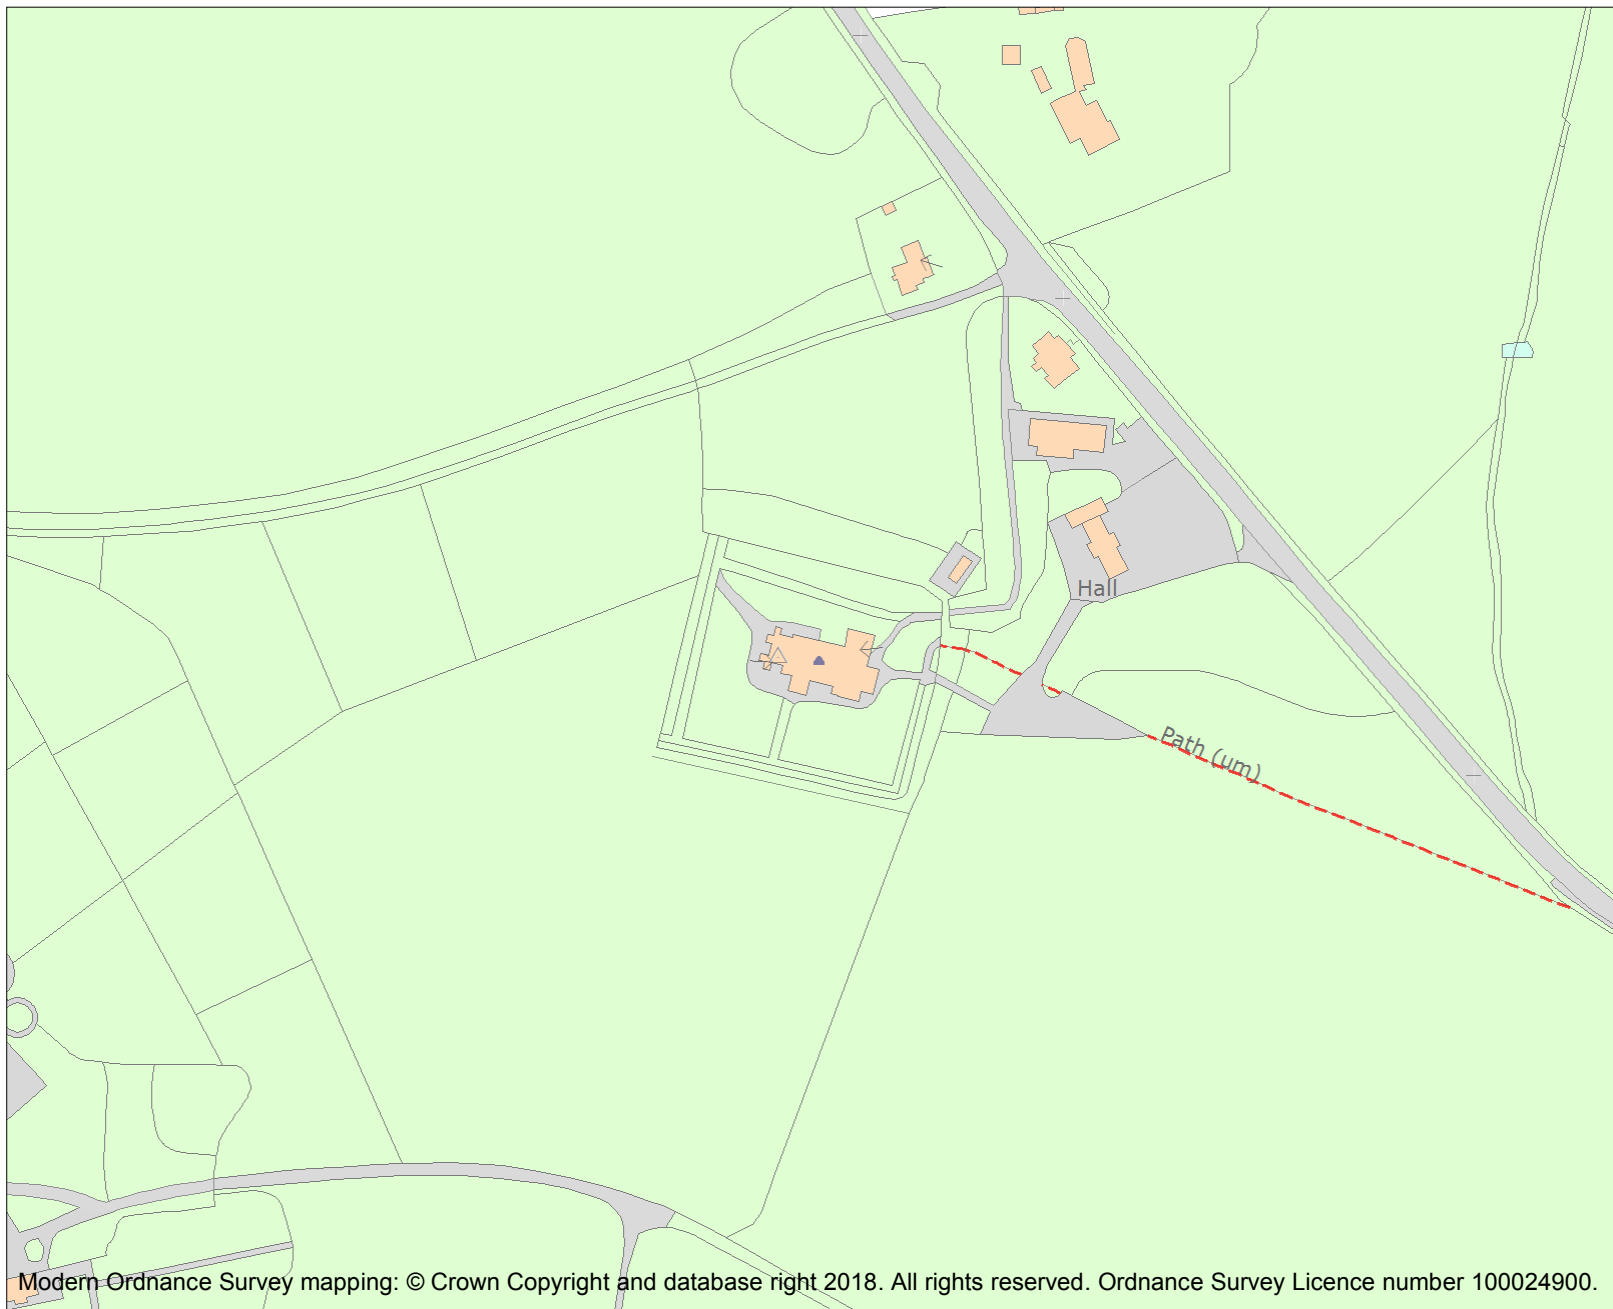 Hall
Path (um)
Modern Ordnance Survey mapping: © Crown Copyright and database right 2018. All rights reserved. Ordnance Survey Licence number 100024900.